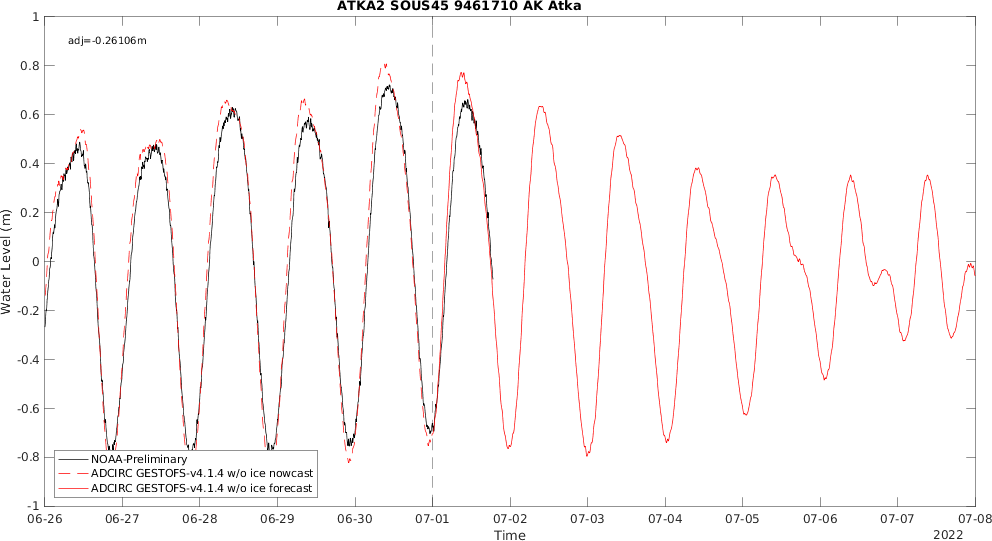 ATKA2 SOUS45 9461710 AK Atka
adj=-0.26106m
1
0.8
0.6
0.4
0.2
0
-0.2
-0.4
-0.6
-0.8
-1
Water Level (m)
NOAA-Preliminary
ADCIRC GESTOFS-v4.1.4 w/o ice nowcast
ADCIRC GESTOFS-v4.1.4 w/o ice forecast
06-26 06-27 06-28 06-29 06-30 07-01 07-02 07-03 07-04 07-05 07-06 07-07 07-08
Time
2022